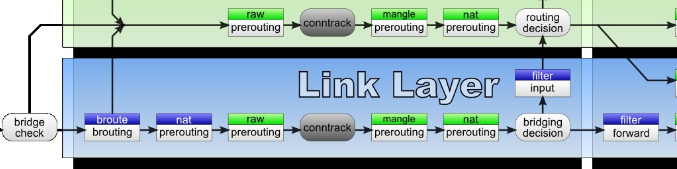 raw
prerouting
conntrack
mangle
prerouting
nat
prerouting
routing
decision
Link Layer
filter
input
bridge
check
broute
brouting
nat
prerouting
raw
prerouting
conntrack
mangle
prerouting
nat
prerouting
bridging
decision
filter
forward